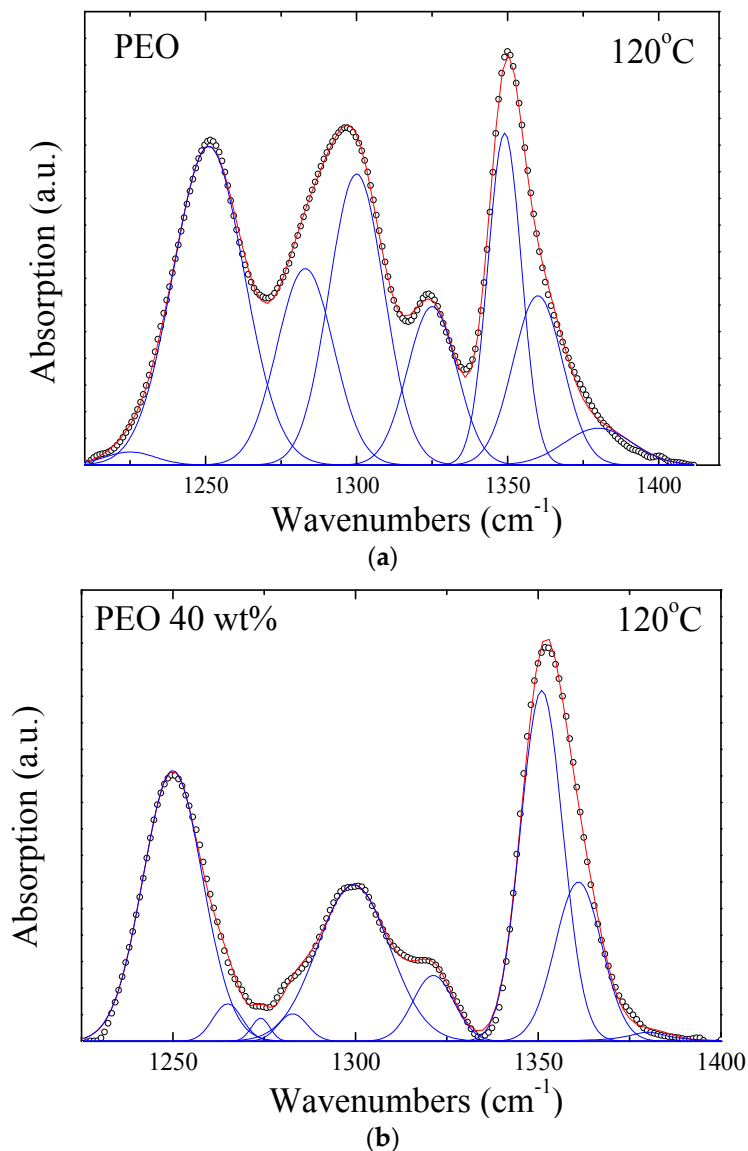 PEO 120°C
Absorption (a.u.)
1250 1300 1350 1400
Wavenumbers (cm⁻¹)
(a)
PEO 40 wt% 120°C
Absorption (a.u.)
1250 1300 1350 1400
Wavenumbers (cm⁻¹)
(b)